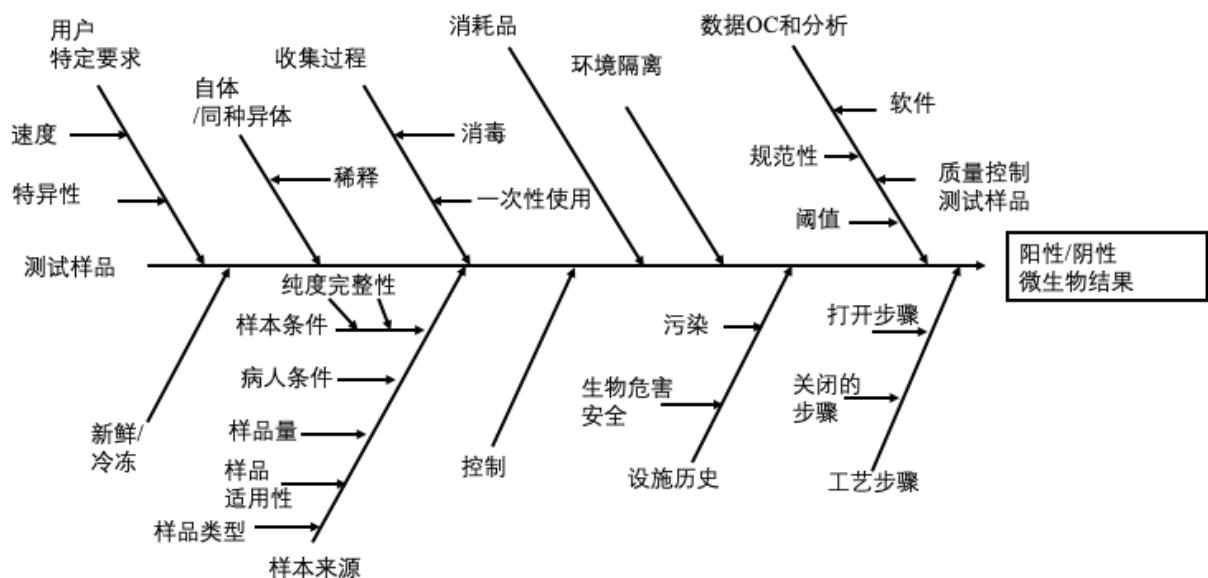 用户
特定要求
自体
/同种异体
收集过程
消耗品
环境隔离
数据OC和分析
速度
特异性
稀释
消毒
一次性使用
软件
规范性
质量控制
测试样品
阈值
测试样品
阳性/阴性
微生物结果
纯度完整性
样本条件
病人条件
样品量
样品
适用性
样品类型
样本来源
新鲜/
冷冻
控制
污染
生物危害
安全
设施历史
打开步骤
关闭的
步骤
工艺步骤